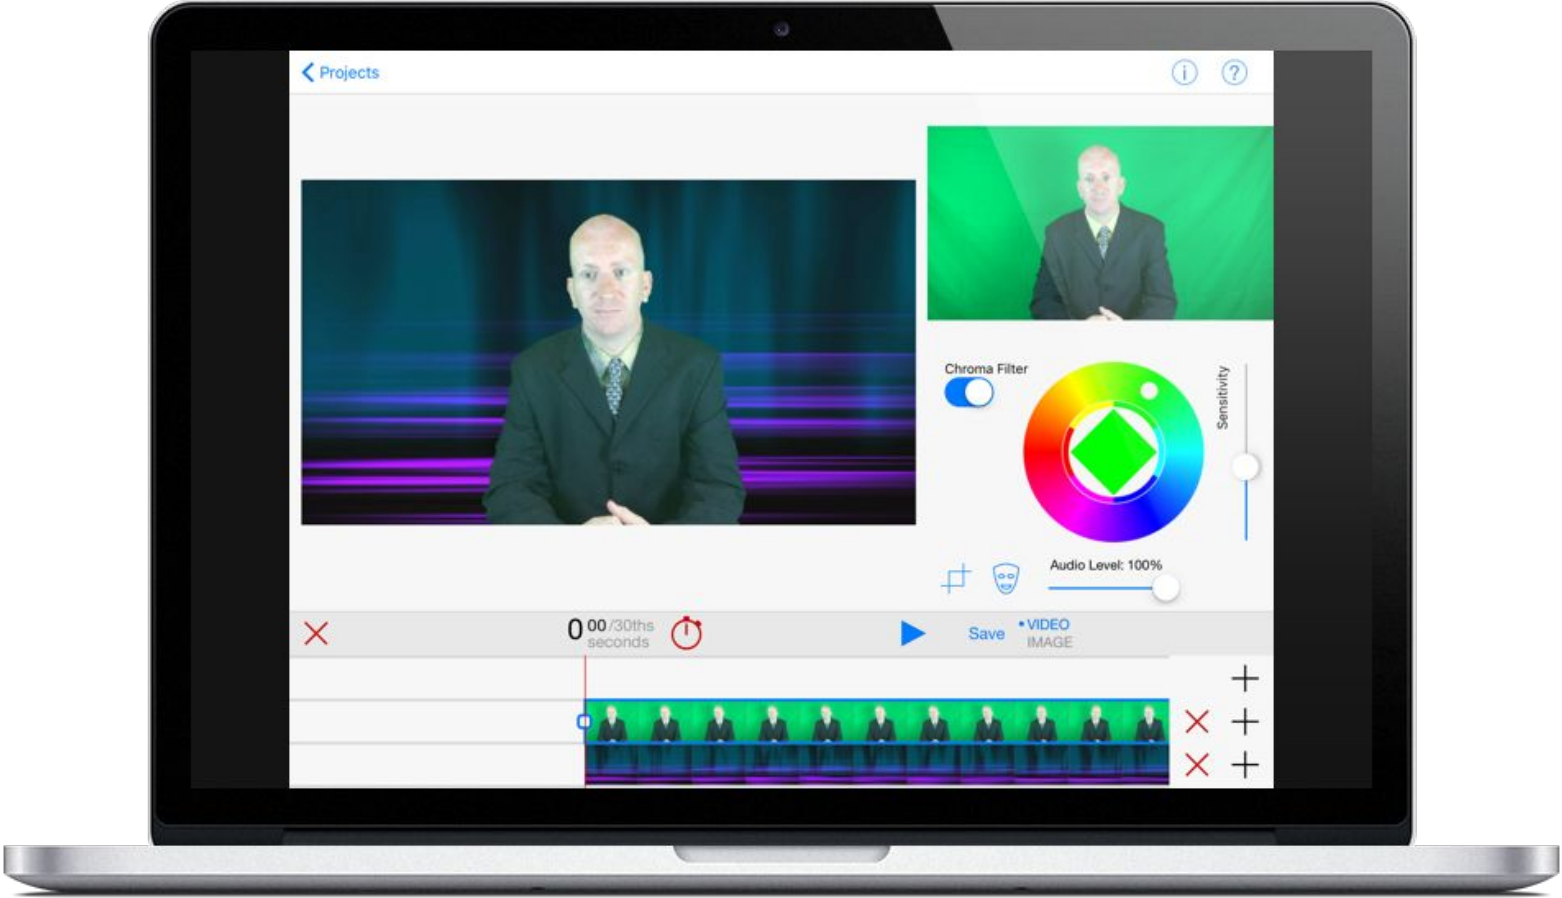 Projects
i
?
Chroma Filter
Sensitivity
Audio Level: 100%
0 00 /30ths
seconds
Save
• VIDEO
IMAGE